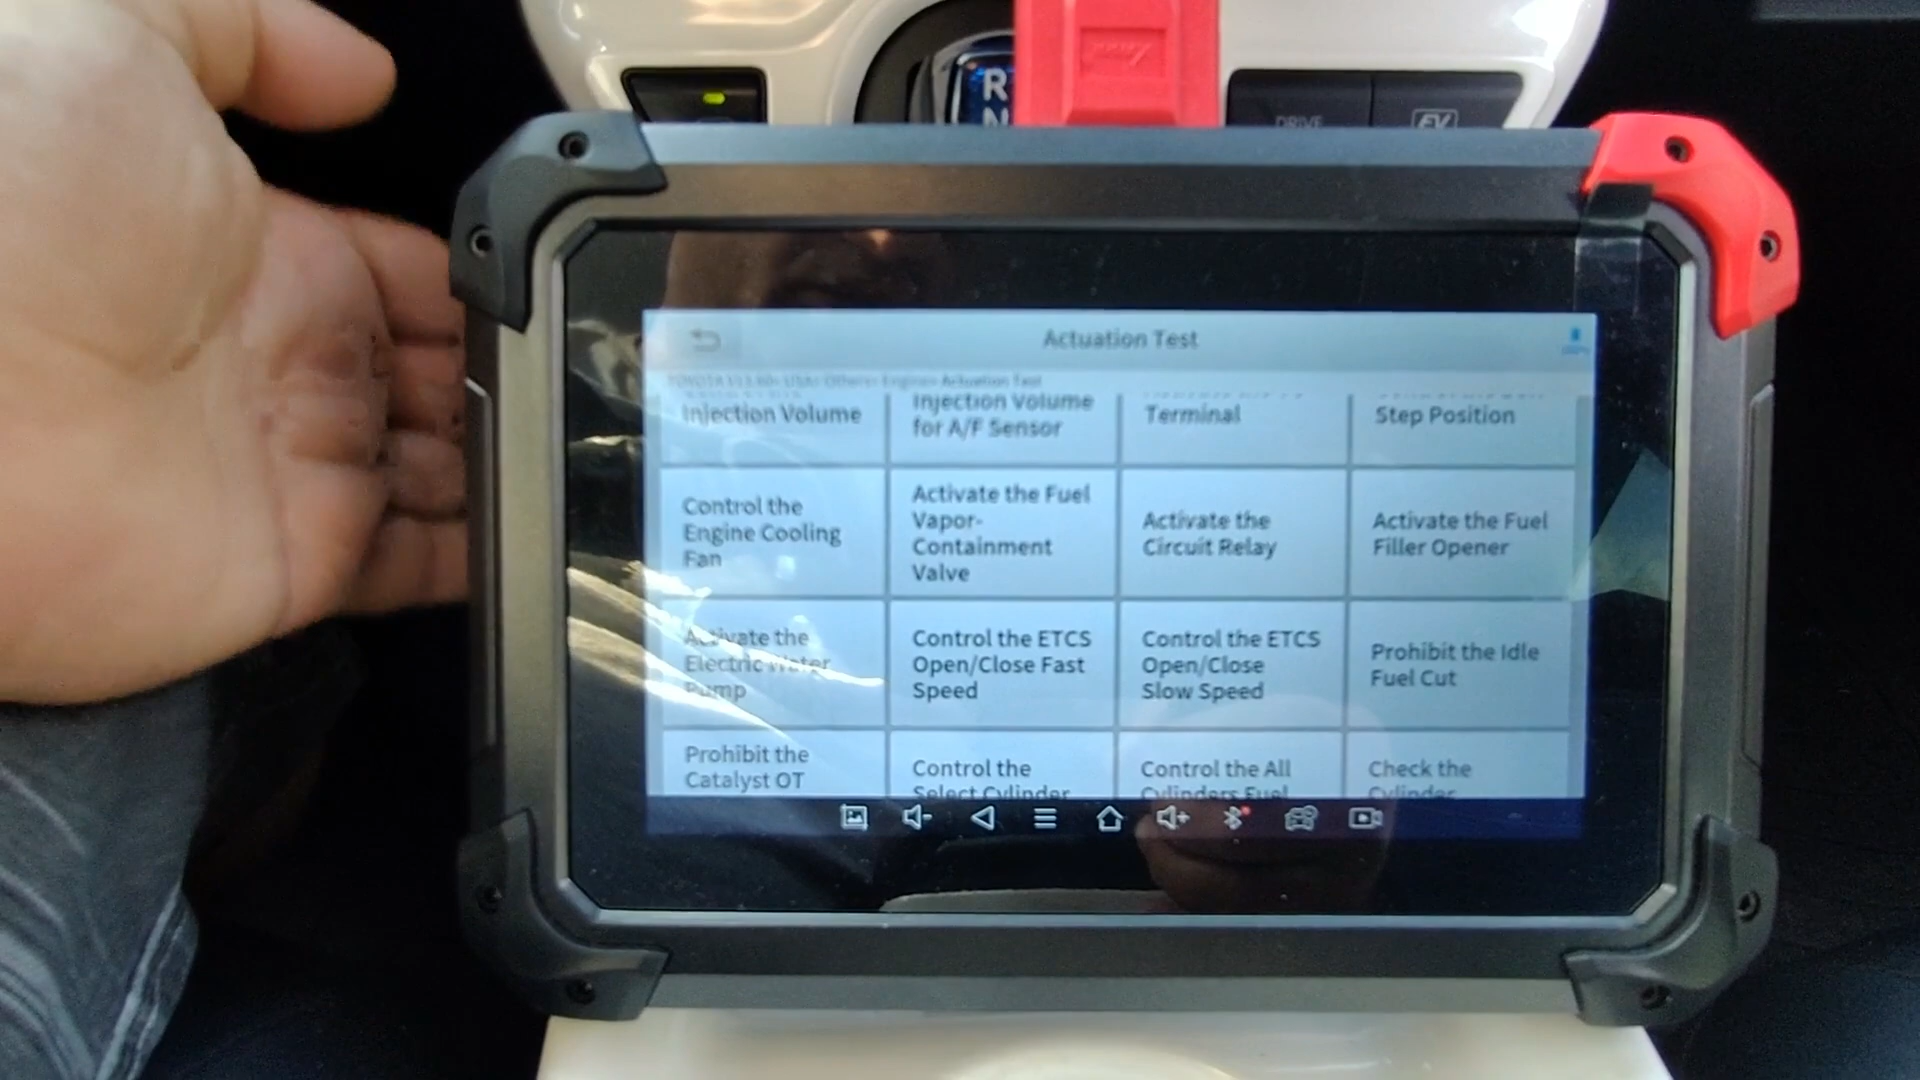 R
N
DRIVE
EV
Actuation Test
TOYOTA V13.60> USA> Others> Engine> Actuation Test
Injection Volume
Injection Volume
for A/F Sensor
Terminal
Step Position
Control the
Engine Cooling
Fan
Activate the Fuel
Vapor-
Containment
Valve
Activate the
Circuit Relay
Activate the Fuel
Filler Opener
Activate the
Electric Water
Pump
Control the ETCS
Open/Close Fast
Speed
Control the ETCS
Open/Close
Slow Speed
Prohibit the Idle
Fuel Cut
Prohibit the
Catalyst OT
Control the
Select Cylinder
Control the All
Cylinders Fuel
Check the
Cylinder